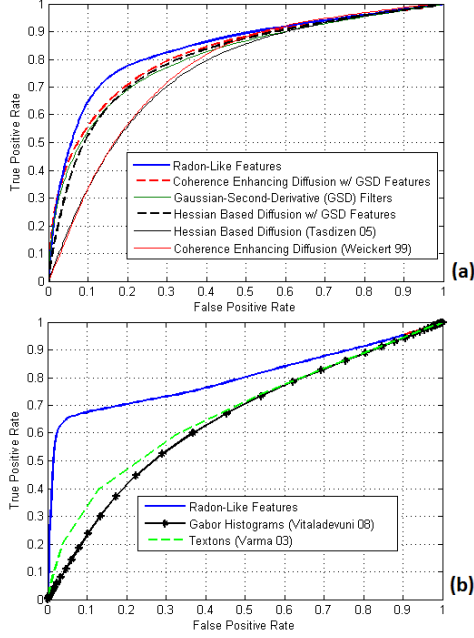 1
0.9
0.8
0.7
0.6
0.5
0.4
0.3
0.2
0.1
0
True Positive Rate
Radon-Like Features
Coherence Enhancing Diffusion w/ GSD Features
Gaussian-Second-Derivative (GSD) Filters
Hessian Based Diffusion w/ GSD Features
Hessian Based Diffusion (Tasdizen 05)
Coherence Enhancing Diffusion (Weickert 99)
0 0.1 0.2 0.3 0.4 0.5 0.6 0.7 0.8 0.9 1
False Positive Rate
(a)
1
0.9
0.8
0.7
0.6
0.5
0.4
0.3
0.2
0.1
0
True Positive Rate
Radon-Like Features
Gabor Histograms (Vitaladevuni 08)
Textons (Varma 03)
0 0.1 0.2 0.3 0.4 0.5 0.6 0.7 0.8 0.9 1
False Positive Rate
(b)